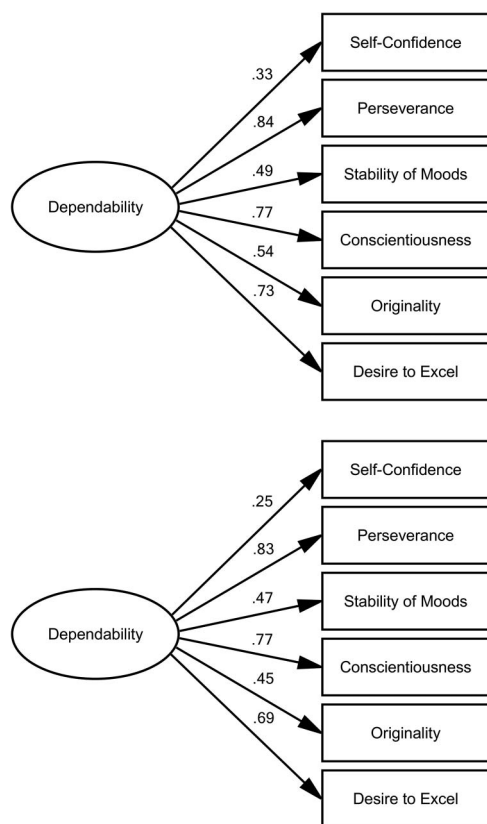 Self-Confidence
.33
Perseverance
.84
Stability of Moods
.49
Dependability
.77
Conscientiousness
.54
Originality
.73
Desire to Excel
Self-Confidence
.25
Perseverance
.83
Stability of Moods
.47
Dependability
.77
Conscientiousness
.45
Originality
.69
Desire to Excel